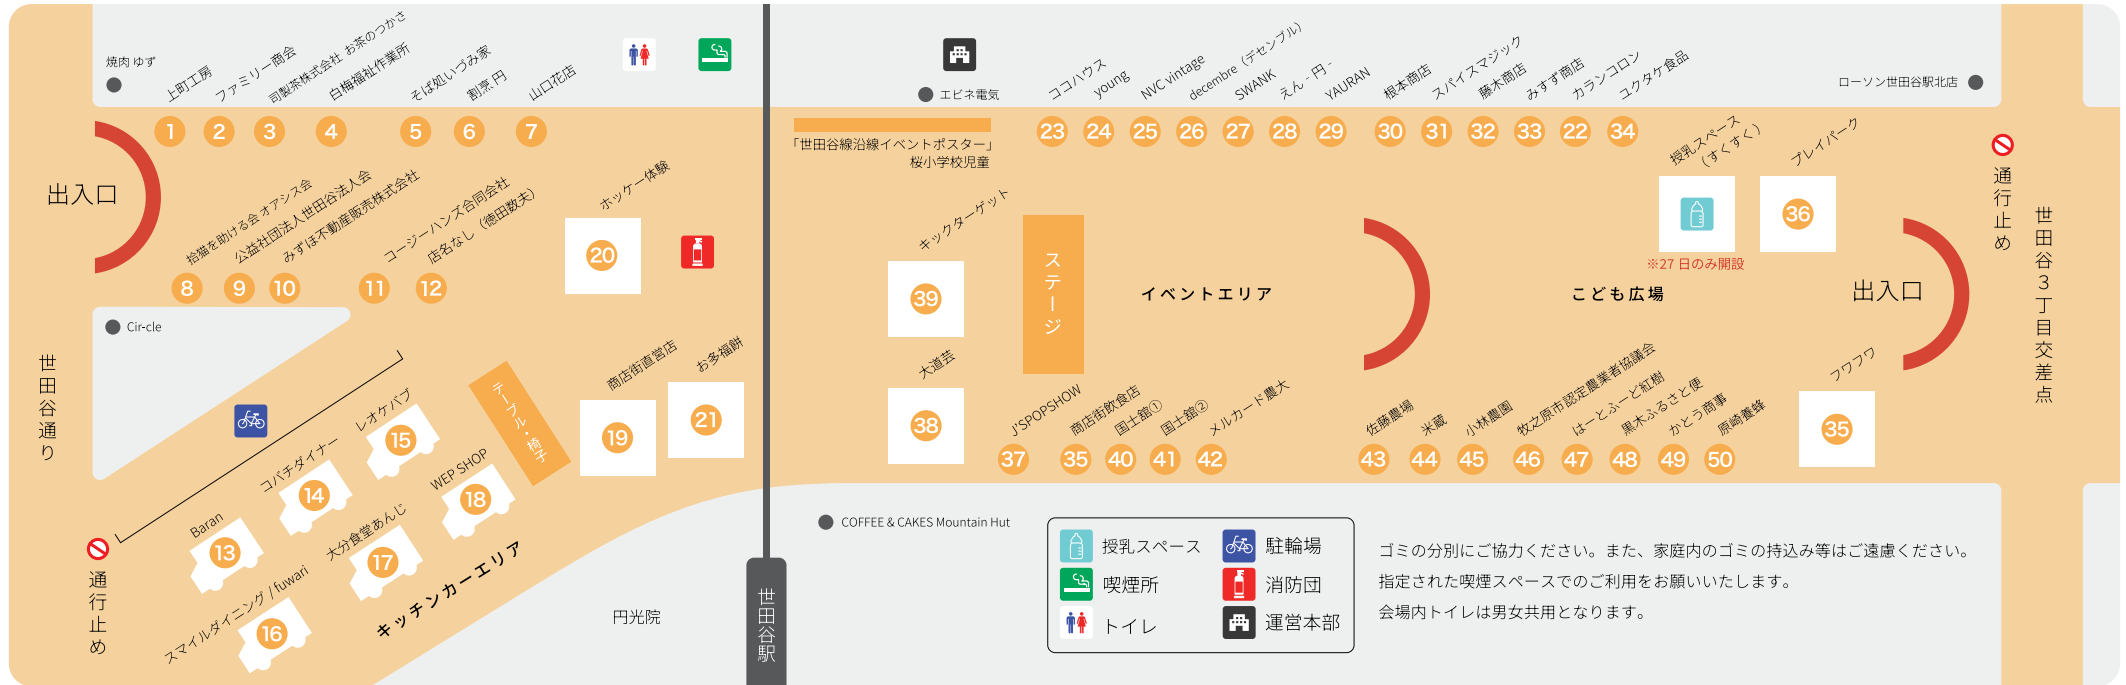 焼肉 ゆず
上町工房
ファミリー商会
司製茶株式会社 お茶のつかさ
白梅福祉作業所
そば処いづみ家
割烹 円
山口花店
1
2
3
4
5
6
7
出入口
拾猫を助ける会 オアシス会
公益社団法人世田谷法人会
みずほ不動産販売株式会社
コージーハンズ合同会社
店名なし（徳田数夫）
8
9
10
11
12
ホッケー体験
20
Cir-cle
世田谷通り
通行止め
Baran
13
コパチダイナー
14
レオケバブ
15
スマイルダイニング / fuwari
16
大分食堂あんじ
17
WEP SHOP
18
キッチンカーエリア
テーブル・椅子
商店街直営店
19
お多福餅
21
円光院
世田谷駅
エビネ電気
「世田谷線沿線イベントポスター」
桜小学校児童
ココハウス
young
NVC vintage
decembre（デセンブル）
SWANK
えん - 円 -
YAURAN
根本商店
スパイスマジック
藤木商店
みすず商店
カランコロン
ユクタケ食品
23
24
25
26
27
28
29
30
31
32
33
22
34
ローソン世田谷駅北店
キックターゲット
39
大道芸
38
ステージ
イベントエリア
こども広場
授乳スペース
（すくすく）
※27 日のみ開設
プレイパーク
36
出入口
通行止め
世田谷３丁目交差点
フワフワ
35
J'SPOPSHOW
商店街飲食店
国士舘①
国士舘②
メルカード農大
37
35
40
41
42
佐藤農場
米蔵
小林農園
牧之原市認定農業者協議会
はーとふーど紅樹
黒木ふるさと便
かとう商事
原崎養蜂
43
44
45
46
47
48
49
50
COFFEE & CAKES Mountain Hut
授乳スペース
喫煙所
トイレ
駐輪場
消防団
運営本部
ゴミの分別にご協力ください。また、家庭内のゴミの持込み等はご遠慮ください。
指定された喫煙スペースでのご利用をお願いいたします。
会場内トイレは男女共用となります。